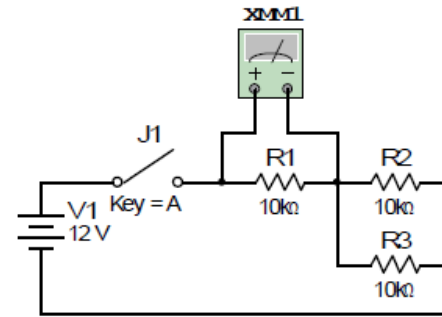 XMM1
+ −
J1
Key = A
V1
12 V
R1
10kΩ
R2
10kΩ
R3
10kΩ